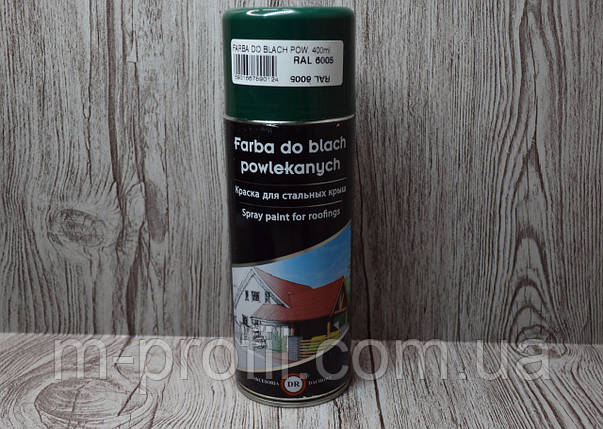 FARBA DO BLACH POW. 400ml
RAL 6005
RAL 6005
5901667690124
Farba do blach
powlekanych
Краска для стальных крыш
Spray paint for roofings
m-profil.com.ua
DR